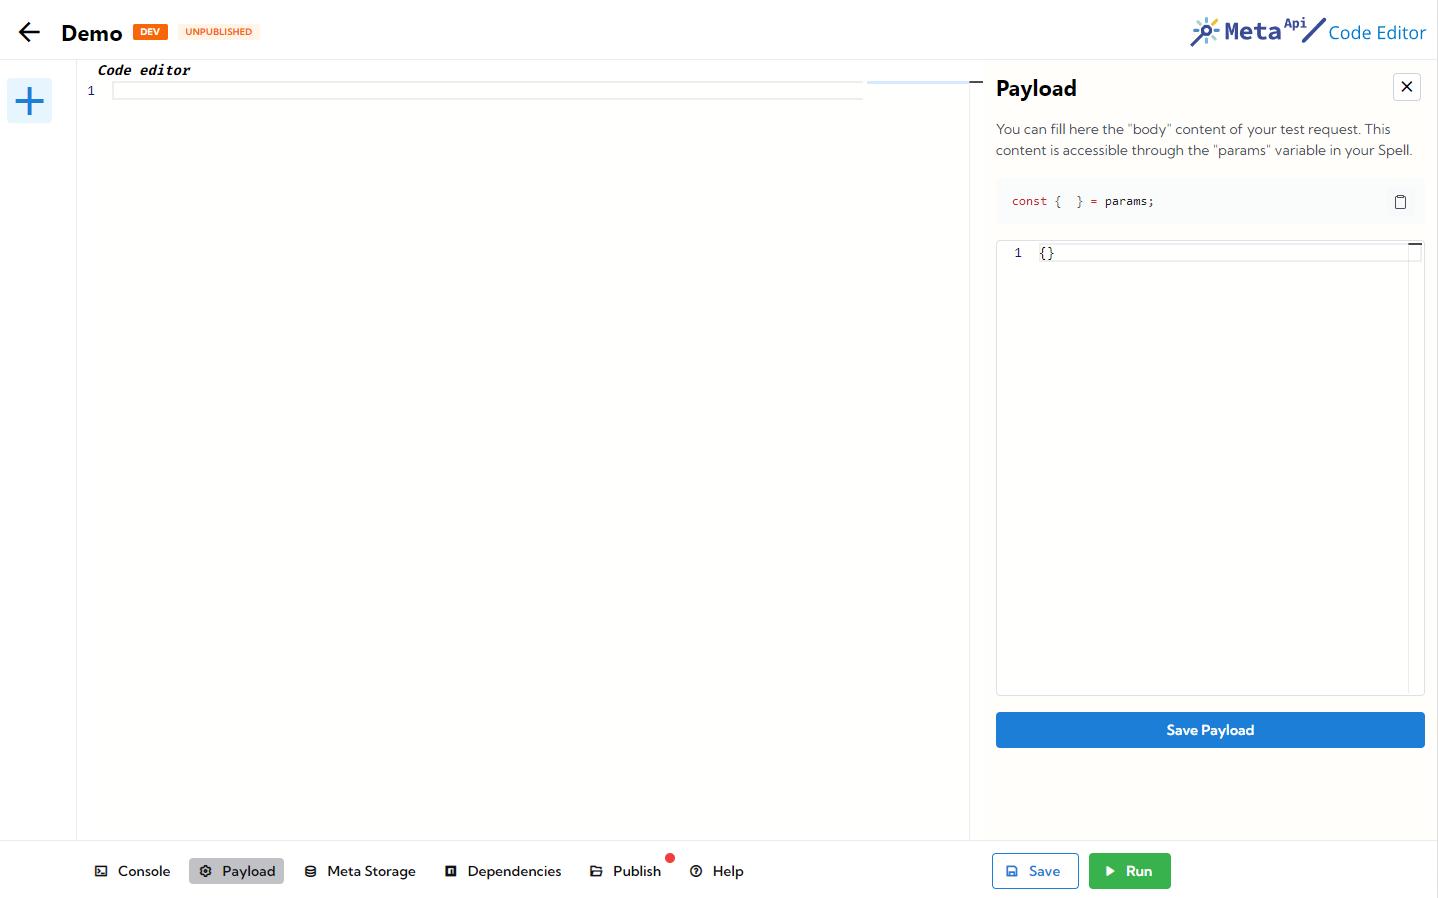 Demo DEV UNPUBLISHED
Meta Api Code Editor
Code editor
1
Payload
You can fill here the "body" content of your test request. This
content is accessible through the "params" variable in your Spell.
const {  } = params;
1 {}
Save Payload
Console Payload Meta Storage Dependencies Publish Help
Save Run